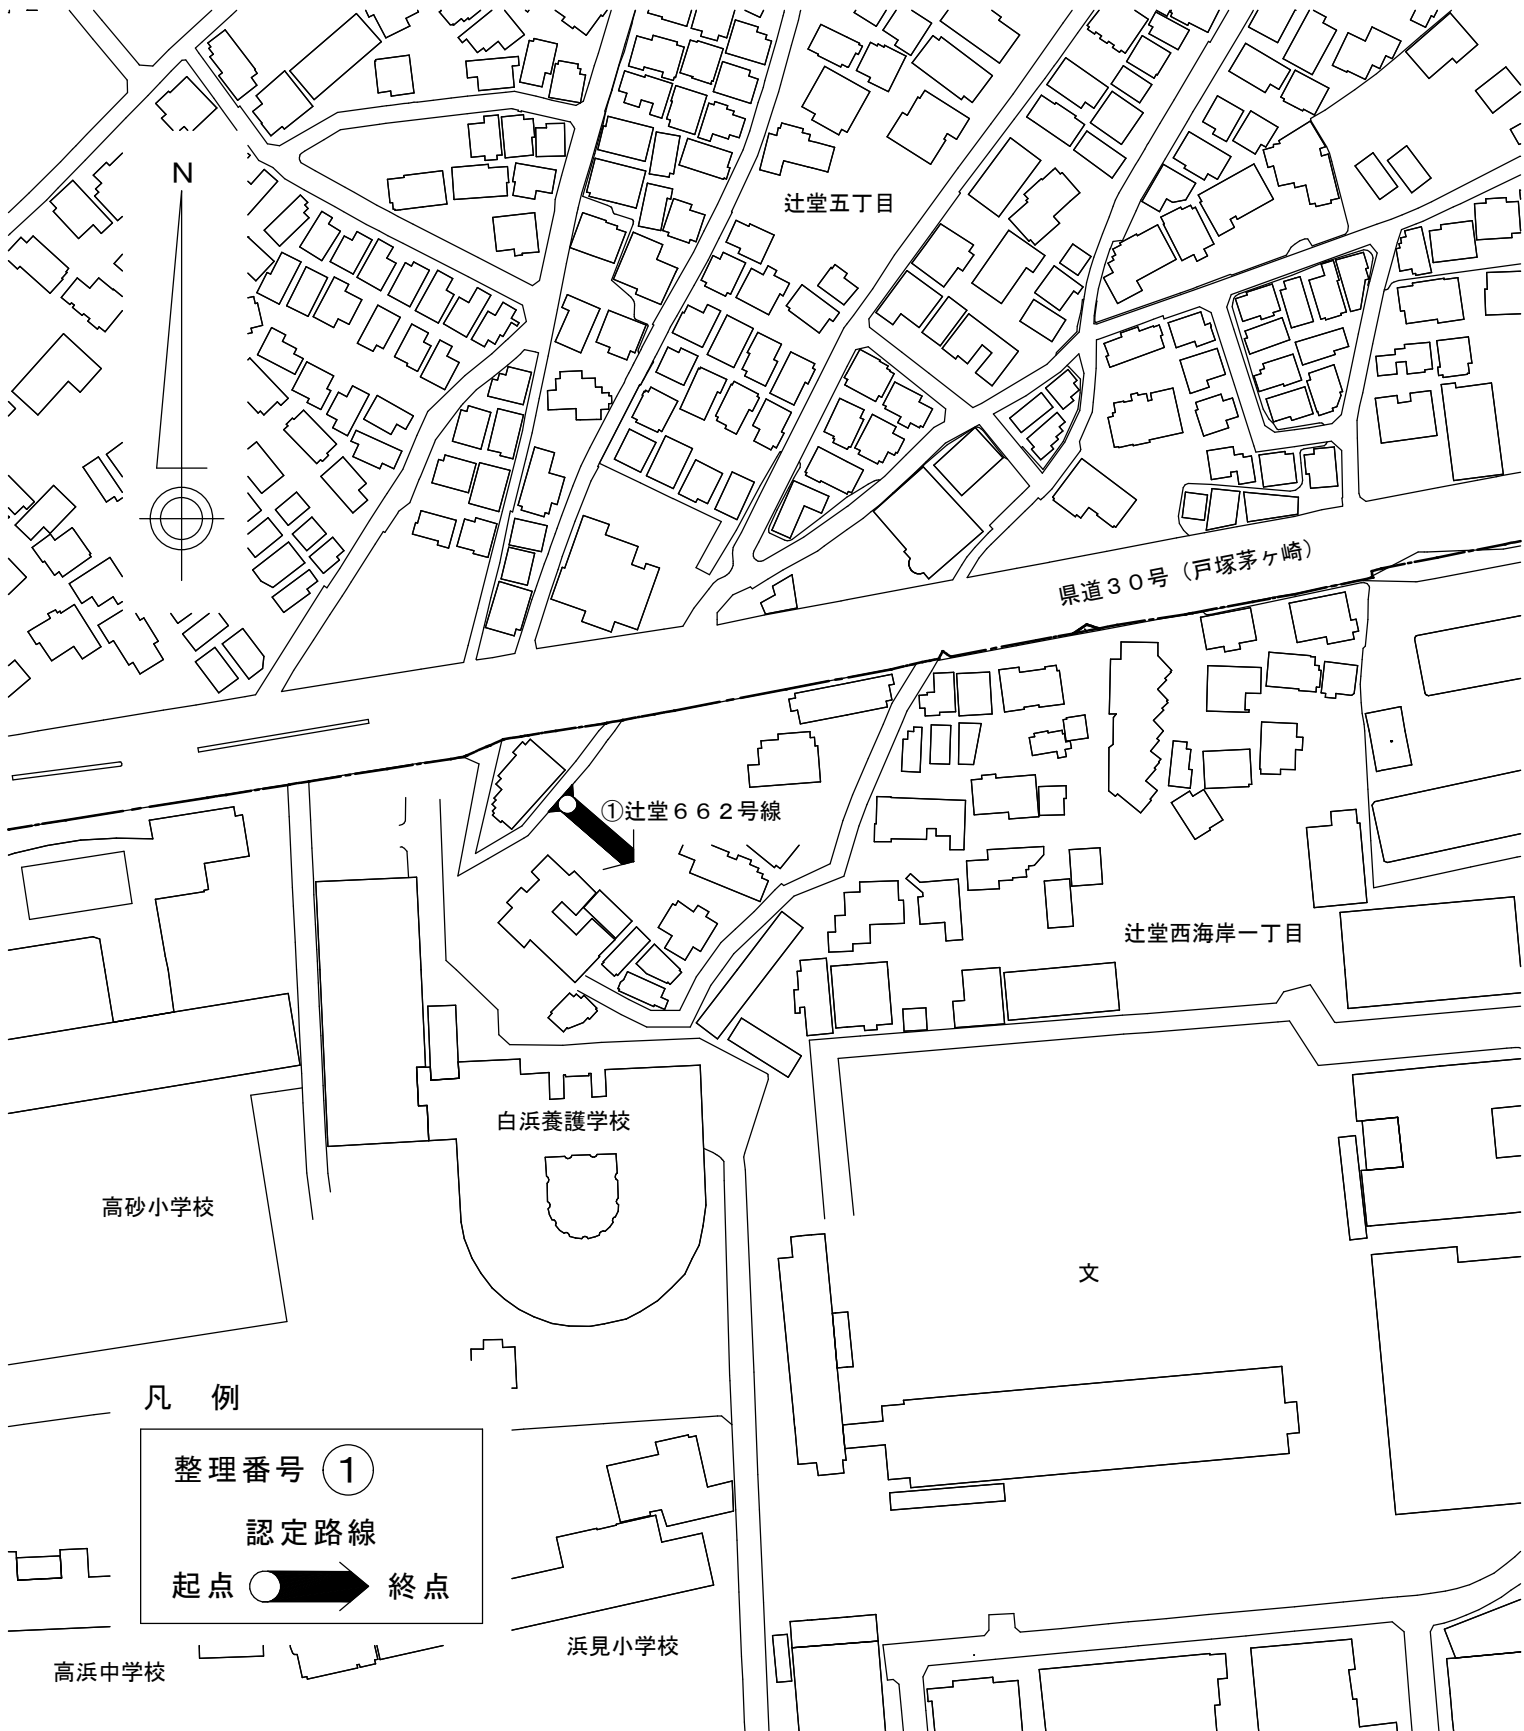 N
辻堂五丁目
県道30号（戸塚茅ヶ崎）
①辻堂662号線
辻堂西海岸一丁目
白浜養護学校
高砂小学校
文
凡 例
整理番号 ①
認定路線
起点 終点
浜見小学校
高浜中学校